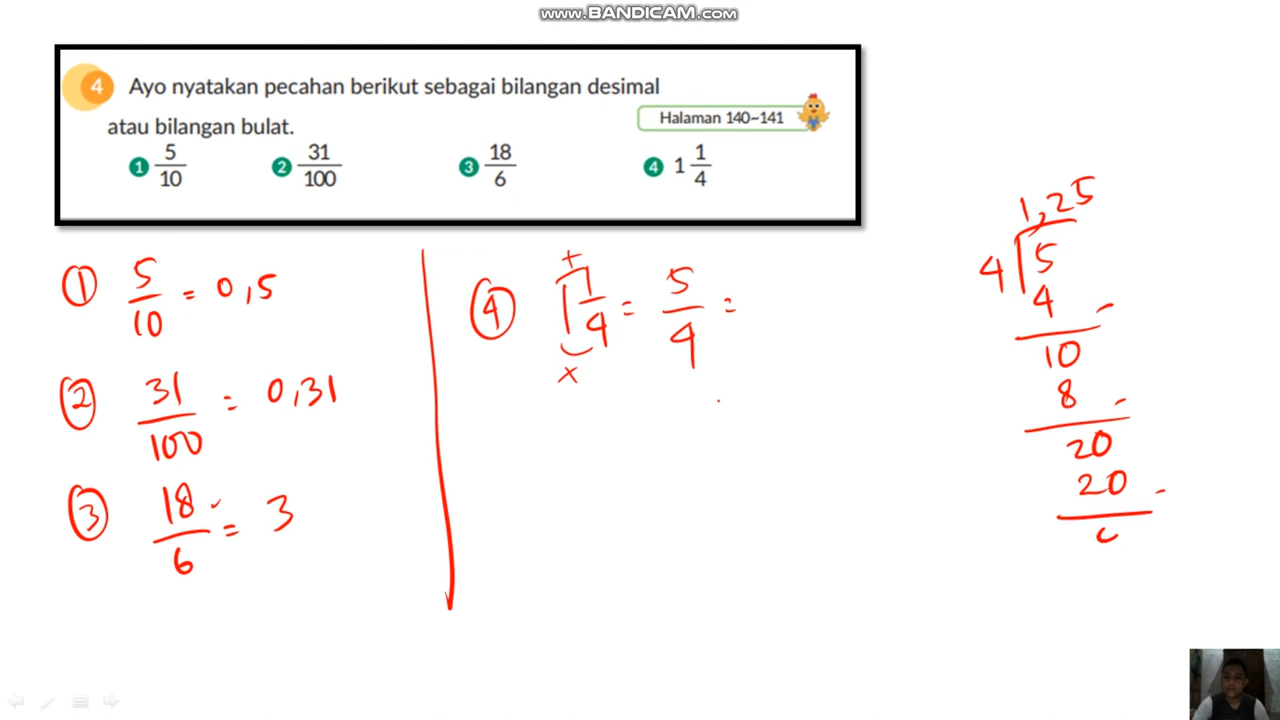 www.BANDICAM.com
4 Ayo nyatakan pecahan berikut sebagai bilangan desimal
atau bilangan bulat.
Halaman 140~141
1 5/10 2 31/100 3 18/6 4 1 1/4
1 5/10 = 0,5
2 31/100 = 0,31
3 18/6 = 3
4 1 1/4 = 5/4 =
+
x
1,25
4 5
4 -
10
8 -
20
20 -
0